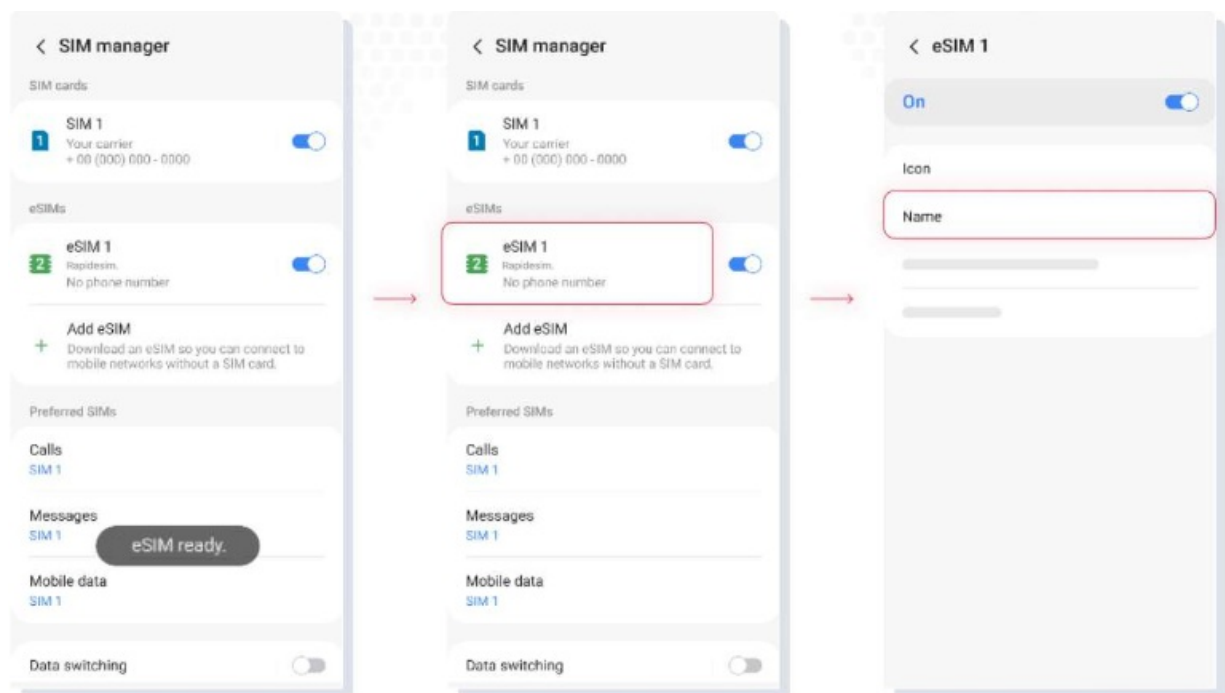 SIM manager
SIM cards
1
SIM 1
Your carrier
+ 00 (000) 000 - 0000
eSIMs
2
eSIM 1
Rapidesim.
No phone number
Add eSIM
Download an eSIM so you can connect to
mobile networks without a SIM card.
Preferred SIMs
Calls
SIM 1
Messages
SIM 1
eSIM ready.
Mobile data
SIM 1
Data switching
SIM manager
SIM cards
1
SIM 1
Your carrier
+ 00 (000) 000 - 0000
eSIMs
2
eSIM 1
Rapidesim.
No phone number
Add eSIM
Download an eSIM so you can connect to
mobile networks without a SIM card.
Preferred SIMs
Calls
SIM 1
Messages
SIM 1
Mobile data
SIM 1
Data switching
eSIM 1
On
Icon
Name